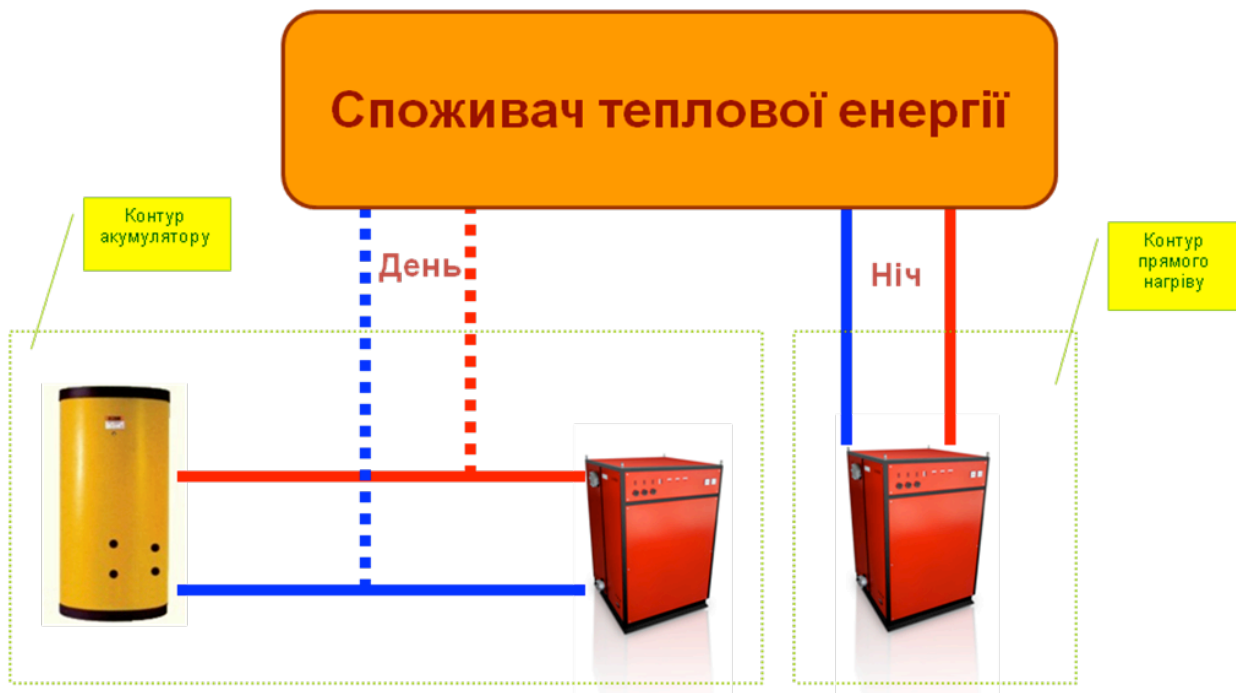 Споживач теплової енергії
Контур
акумулятору
День
Ніч
Контур
прямого
нагріву